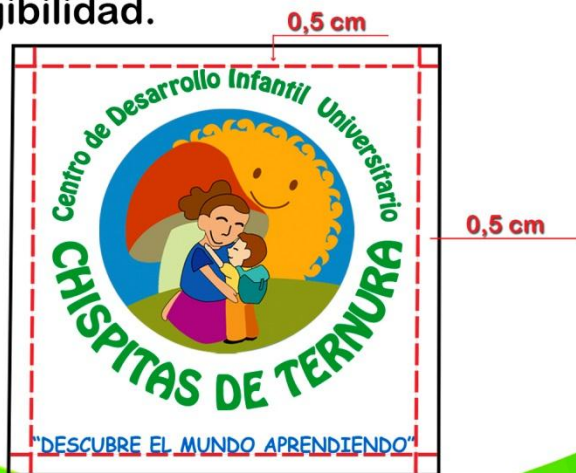 gibilidad.
0,5 cm
Centro de Desarrollo Infantil Universitario
0,5 cm
CHISPITAS DE TERNURA
"DESCUBRE EL MUNDO APRENDIENDO"